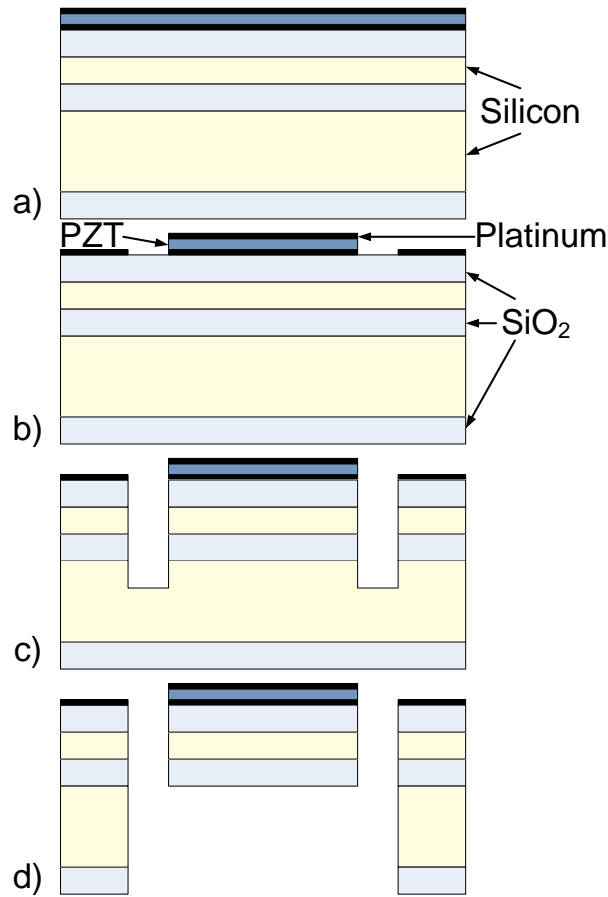 Silicon
a)
PZT
Platinum
SiO₂
b)
c)
d)